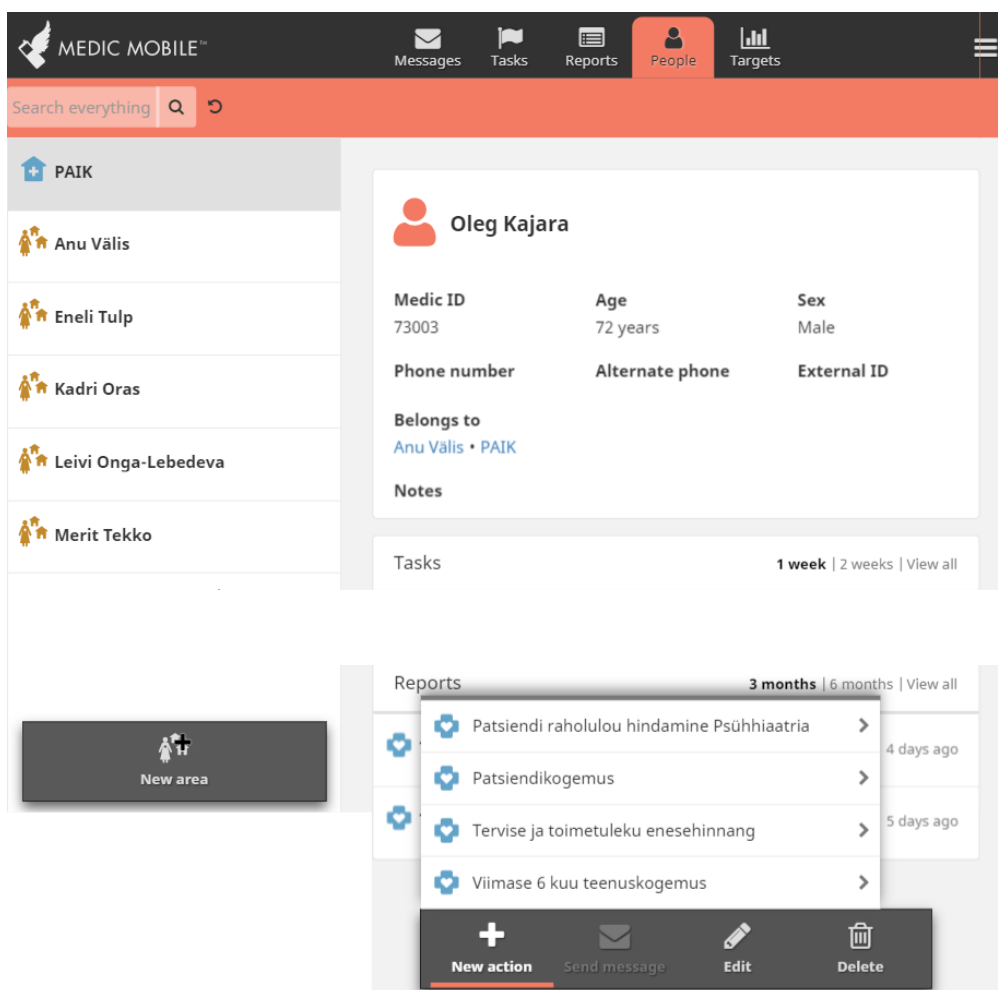 MEDIC MOBILE™
Messages
Tasks
Reports
People
Targets
Search everything
PAIK
Anu Välis
Eneli Tulp
Kadri Oras
Leivi Onga-Lebedeva
Merit Tekko
New area
Oleg Kajara
Medic ID Age Sex
73003 72 years Male
Phone number Alternate phone External ID
Belongs to
Anu Välis • PAIK
Notes
Tasks 1 week | 2 weeks | View all
Reports 3 months | 6 months | View all
Patsiendi raholulou hindamine Psühhiaatria
4 days ago
Patsiendikogemus
Tervise ja toimetuleku enesehinnang
5 days ago
Viimase 6 kuu teenuskogemus
New action Send message Edit Delete